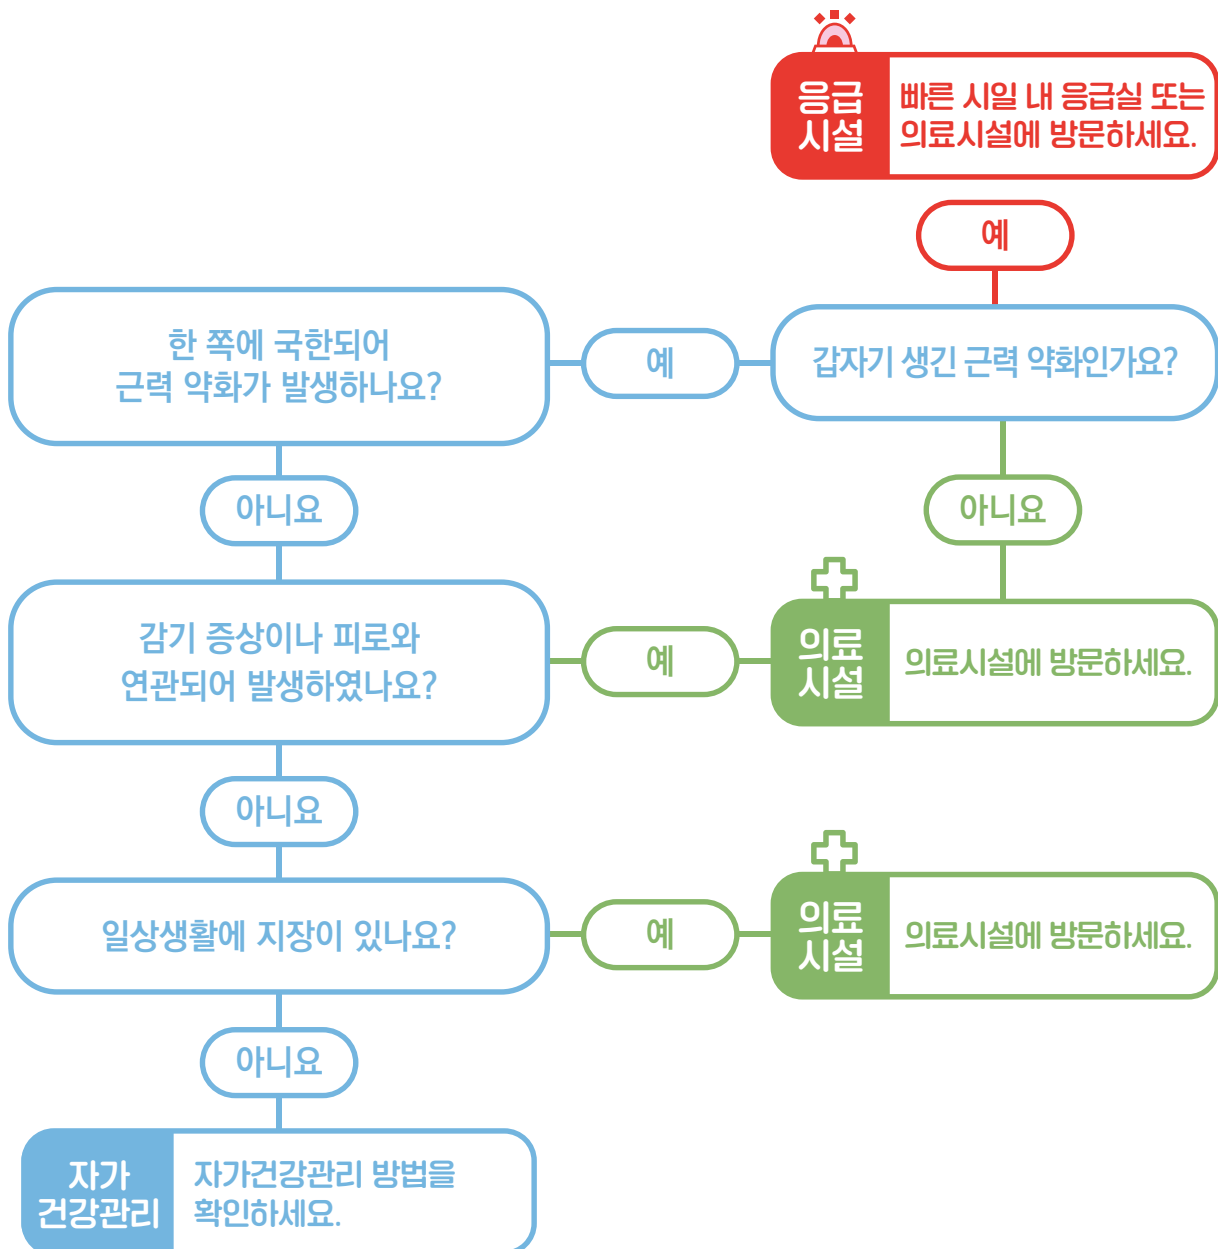 응급
시설
빠른 시일 내 응급실 또는
의료시설에 방문하세요.
예
한 쪽에 국한되어
근력 약화가 발생하나요?
예
갑자기 생긴 근력 약화인가요?
아니요
아니요
감기 증상이나 피로와
연관되어 발생하였나요?
예
의료
시설
의료시설에 방문하세요.
아니요
일상생활에 지장이 있나요?
예
의료
시설
의료시설에 방문하세요.
아니요
자가
건강관리
자가건강관리 방법을
확인하세요.